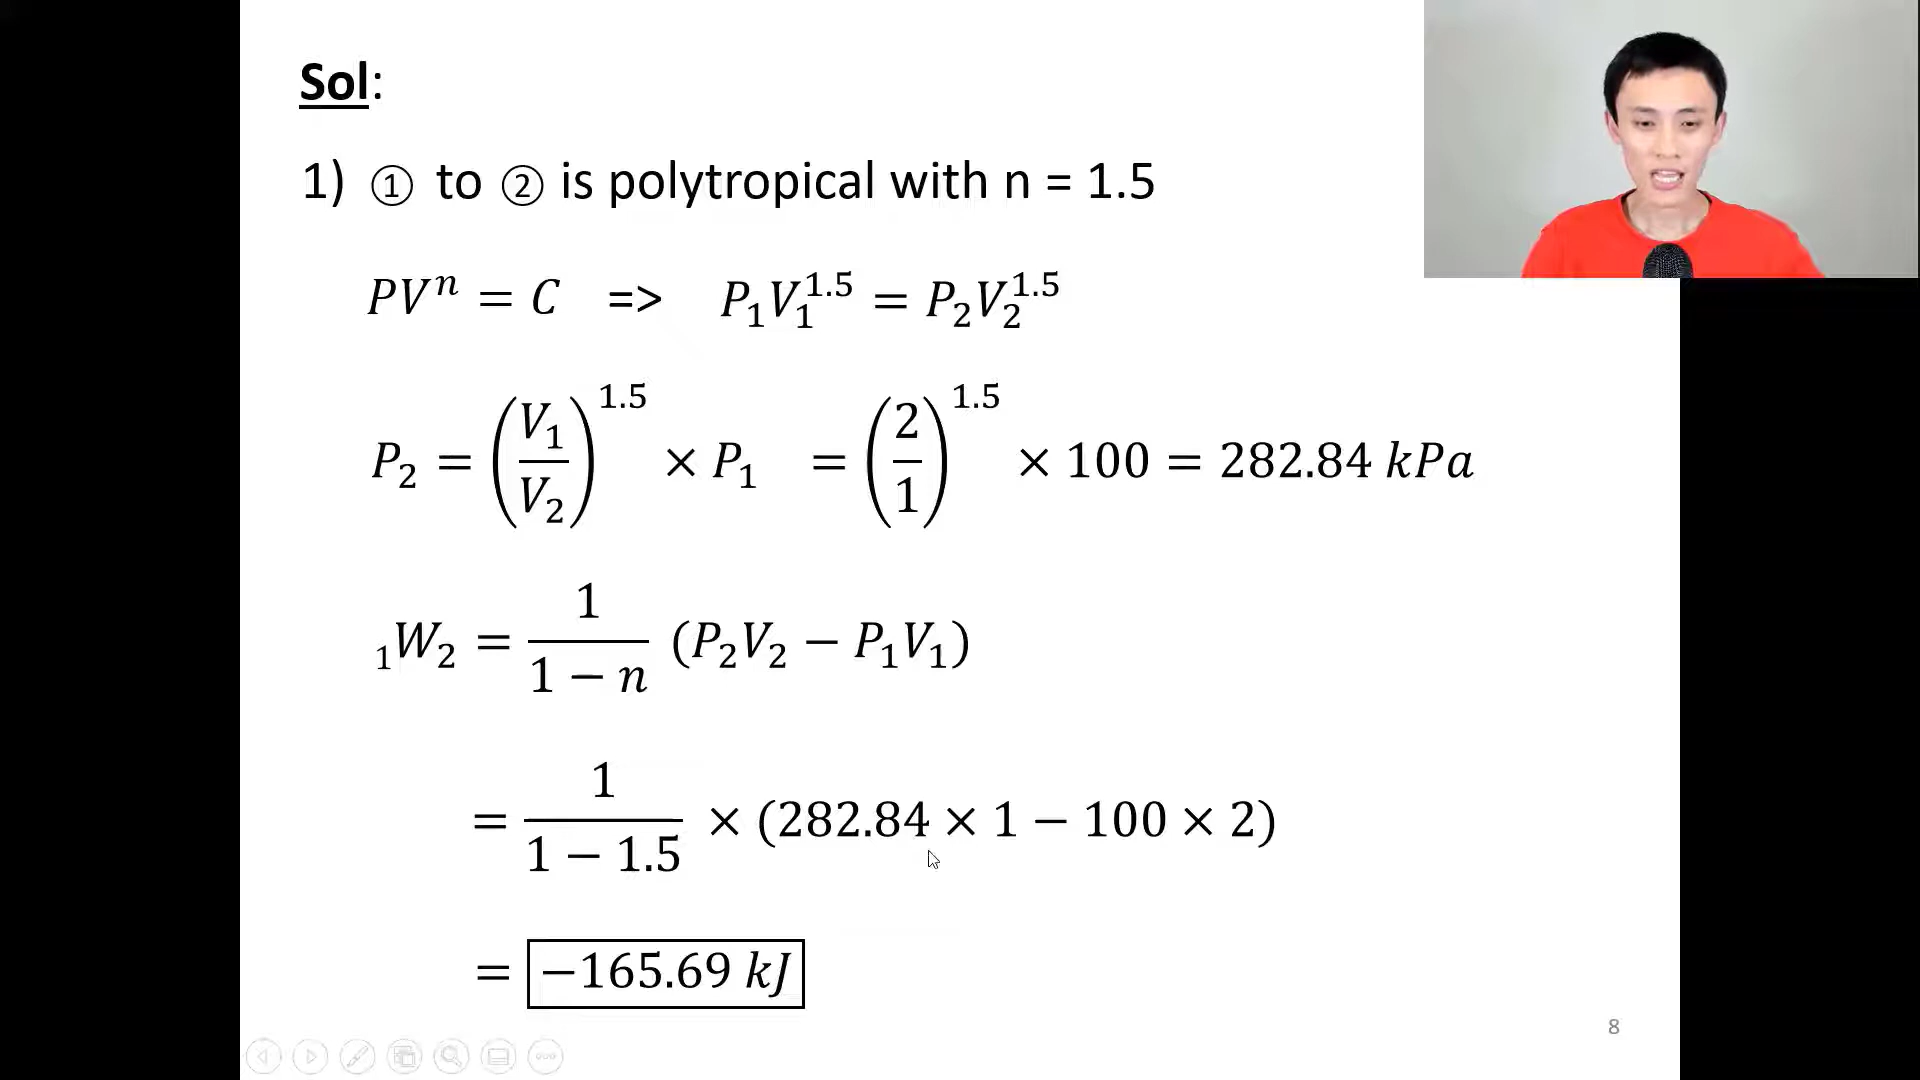 Sol:
1) ① to ② is polytropical with n = 1.5
PVⁿ = C => P₁V₁^1.5 = P₂V₂^1.5
P₂ = (V₁/V₂)^1.5 × P₁ = (2/1)^1.5 × 100 = 282.84 kPa
₁W₂ = 1/(1 − n) (P₂V₂ − P₁V₁)
= 1/(1 − 1.5) × (282.84 × 1 − 100 × 2)
= −165.69 kJ
8